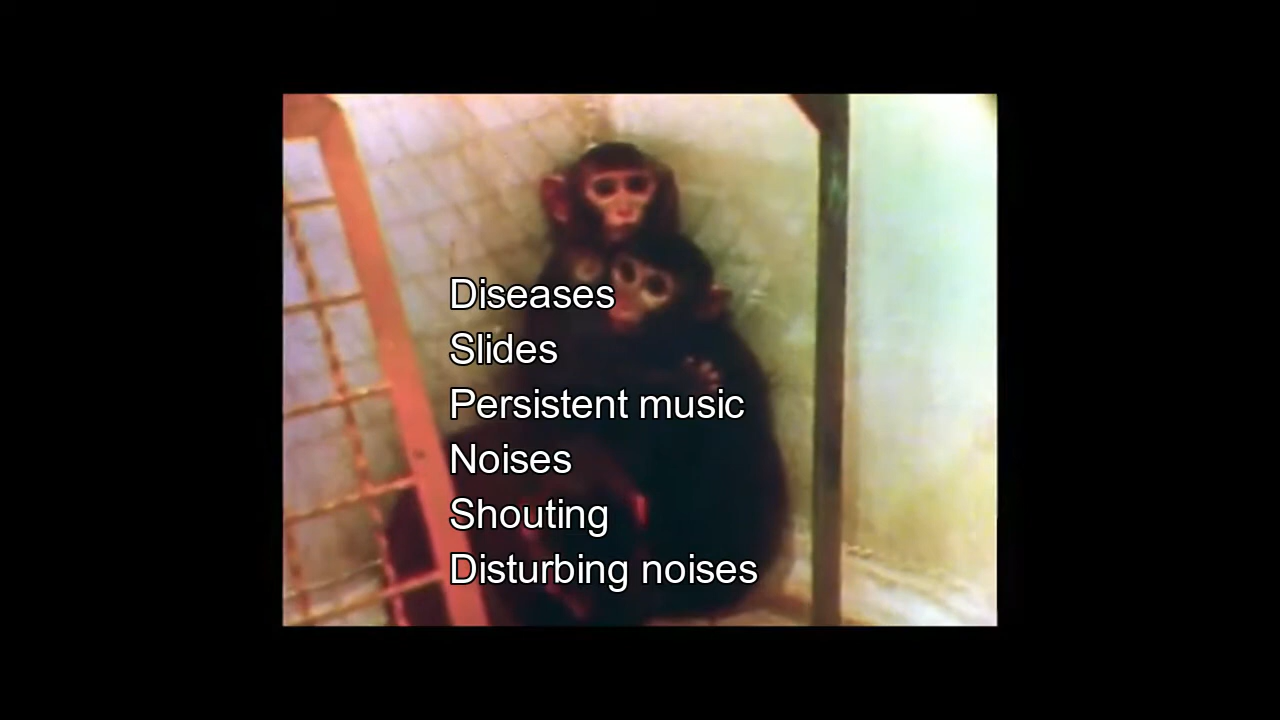 Diseases
Slides
Persistent music
Noises
Shouting
Disturbing noises